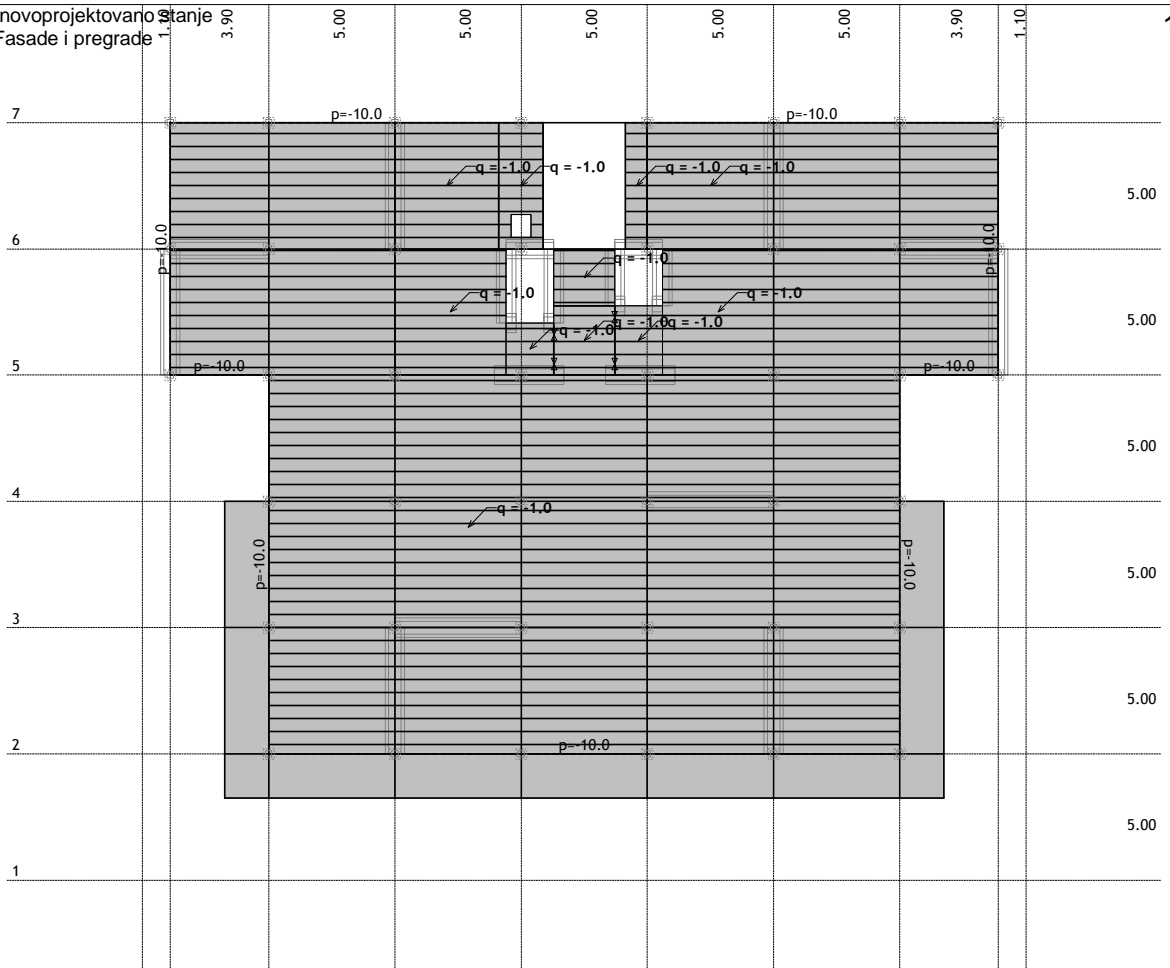 novoprojektovano stanje
Fasade i pregrade
1.10
3.90
5.00
5.00
5.00
5.00
5.00
3.90
1.10
7
p=-10.0
p=-10.0
q = -1.0
q = -1.0
q = -1.0
q = -1.0
5.00
6
p=-10.0
p=-10.0
q = -1.0
q = -1.0
q = -1.0
q = -1.0
q = -1.0
q = -1.0
5.00
5
p=-10.0
p=-10.0
5.00
4
q = -1.0
p=-10.0
p=-10.0
5.00
3
5.00
2
p=-10.0
5.00
1